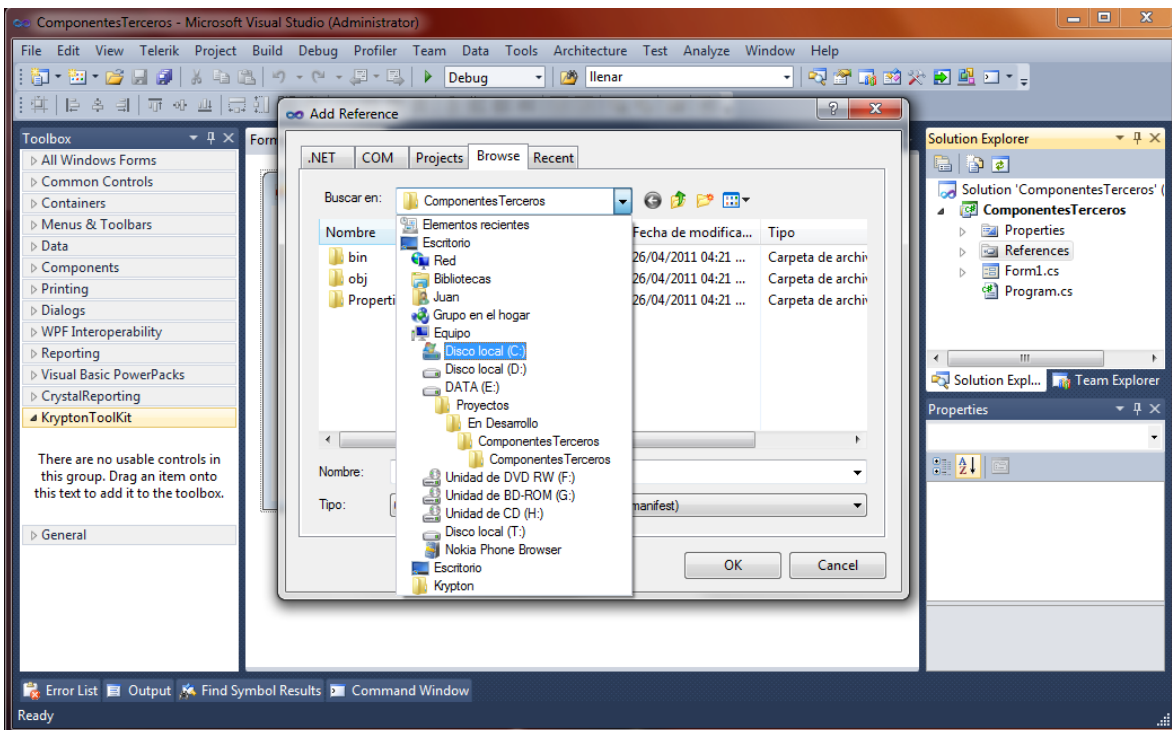 ComponentesTerceros - Microsoft Visual Studio (Administrator)
File Edit View Telerik Project Build Debug Profiler Team Data Tools Architecture Test Analyze Window Help
Debug llenar
Add Reference
Toolbox
Form
All Windows Forms
Common Controls
Containers
Menus & Toolbars
Data
Components
Printing
Dialogs
WPF Interoperability
Reporting
Visual Basic PowerPacks
CrystalReporting
KryptonToolKit
There are no usable controls in
this group. Drag an item onto
this text to add it to the toolbox.
General
.NET COM Projects Browse Recent
Buscar en: ComponentesTerceros
Nombre Fecha de modifica... Tipo
bin 26/04/2011 04:21 ... Carpeta de archiv
obj 26/04/2011 04:21 ... Carpeta de archiv
Properti 26/04/2011 04:21 ... Carpeta de archiv
Elementos recientes
Escritorio
Red
Bibliotecas
Juan
Grupo en el hogar
Equipo
Disco local (C:)
Disco local (D:)
DATA (E:)
Proyectos
En Desarrollo
ComponentesTerceros
ComponentesTerceros
Unidad de DVD RW (F:)
Unidad de BD-ROM (G:)
Unidad de CD (H:)
Disco local (T:)
Nokia Phone Browser
Escritorio
Krypton
Nombre:
Tipo: manifest)
OK Cancel
Solution Explorer
Solution 'ComponentesTerceros' (
ComponentesTerceros
Properties
References
Form1.cs
Program.cs
Solution Expl... Team Explorer
Properties
Error List Output Find Symbol Results Command Window
Ready